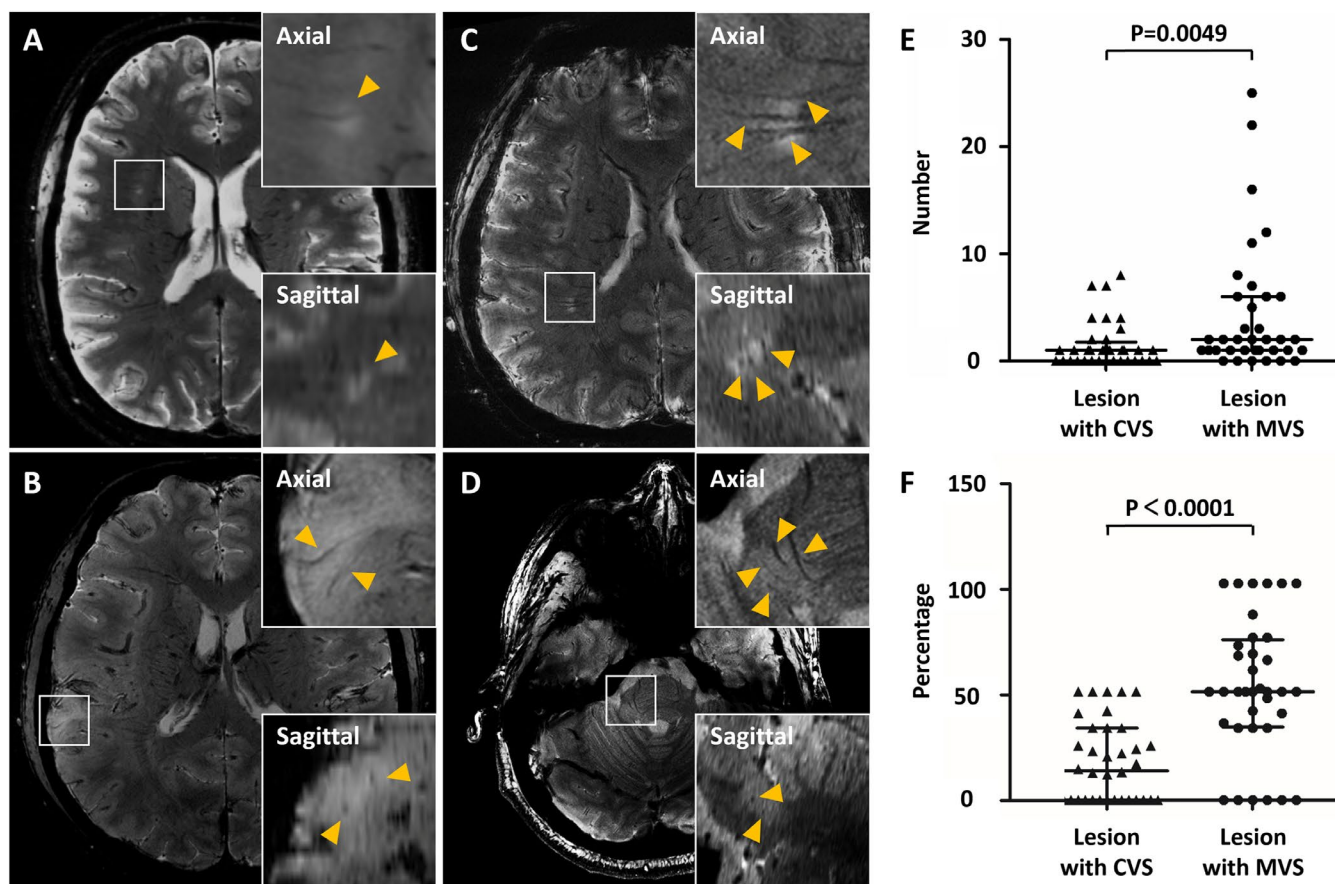 A
Axial
Sagittal
B
Axial
Sagittal
C
Axial
Sagittal
D
Axial
Sagittal
E
P=0.0049
30
20
10
0
Number
Lesion
with CVS
Lesion
with MVS
F
P < 0.0001
150
100
50
0
Percentage
Lesion
with CVS
Lesion
with MVS